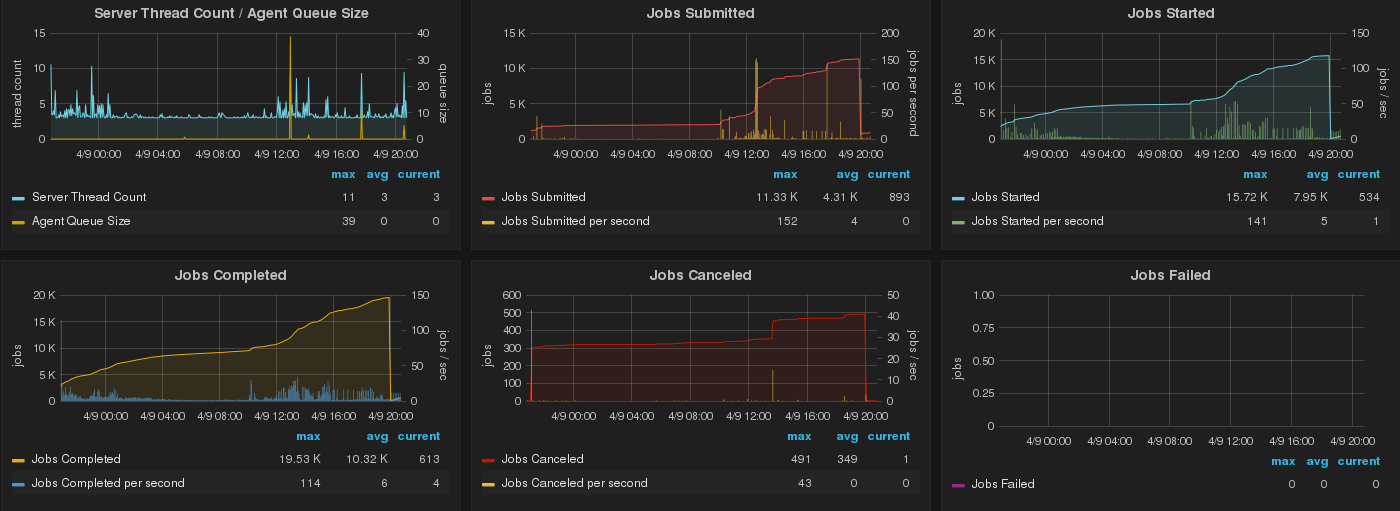 Server Thread Count / Agent Queue Size
15
10
5
0
thread count
40
30
20
10
0
queue size
4/9 00:00 4/9 04:00 4/9 08:00 4/9 12:00 4/9 16:00 4/9 20:00
max avg current
Server Thread Count 11 3 3
Agent Queue Size 39 0 0
Jobs Submitted
15 K
10 K
5 K
0
jobs
200
150
100
50
0
jobs per second
4/9 00:00 4/9 04:00 4/9 08:00 4/9 12:00 4/9 16:00 4/9 20:00
max avg current
Jobs Submitted 11.33 K 4.31 K 893
Jobs Submitted per second 152 4 0
Jobs Started
20 K
15 K
10 K
5 K
0
jobs
150
100
50
0
jobs / sec
4/9 00:00 4/9 04:00 4/9 08:00 4/9 12:00 4/9 16:00 4/9 20:00
max avg current
Jobs Started 15.72 K 7.95 K 534
Jobs Started per second 141 5 1
Jobs Completed
20 K
15 K
10 K
5 K
0
jobs
150
100
50
0
jobs / sec
4/9 00:00 4/9 04:00 4/9 08:00 4/9 12:00 4/9 16:00 4/9 20:00
max avg current
Jobs Completed 19.53 K 10.32 K 613
Jobs Completed per second 114 6 4
Jobs Canceled
600
500
400
300
200
100
0
jobs
50
40
30
20
10
0
jobs / sec
4/9 00:00 4/9 04:00 4/9 08:00 4/9 12:00 4/9 16:00 4/9 20:00
max avg current
Jobs Canceled 491 349 1
Jobs Canceled per second 43 0 0
Jobs Failed
1.00
0.75
0.50
0.25
0
jobs
4/9 00:00 4/9 04:00 4/9 08:00 4/9 12:00 4/9 16:00 4/9 20:00
max avg current
Jobs Failed 0 0 0